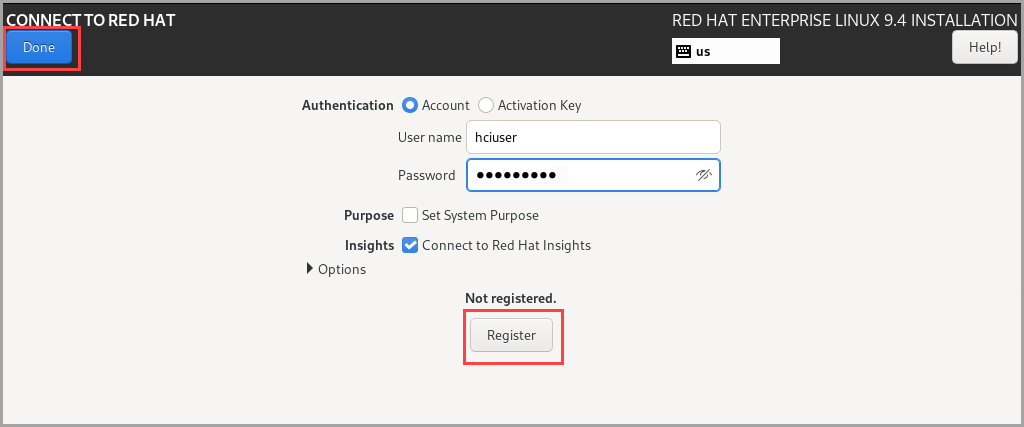 CONNECT TO RED HAT
RED HAT ENTERPRISE LINUX 9.4 INSTALLATION
Done
us
Help!
Authentication Account Activation Key
User name hciuser
Password ●●●●●●●●●
Purpose Set System Purpose
Insights Connect to Red Hat Insights
Options
Not registered.
Register